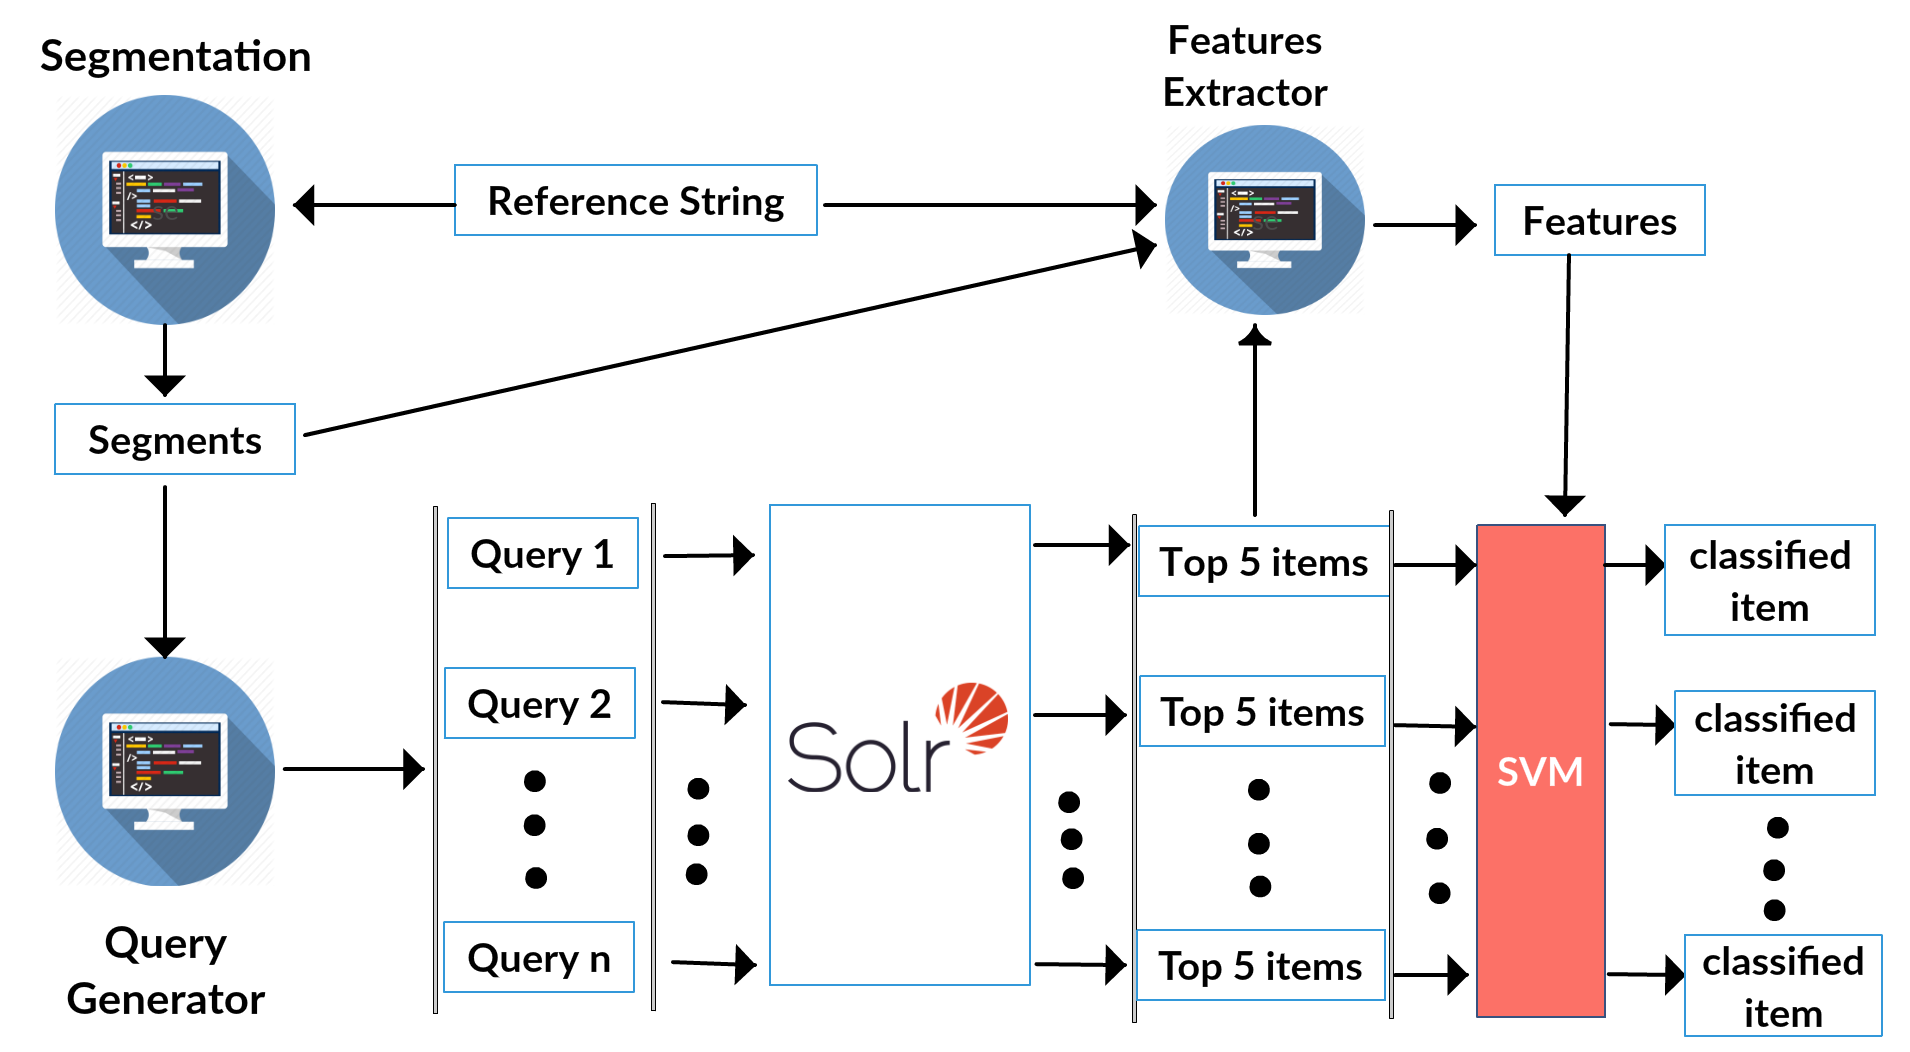 Segmentation
Features
Extractor
Reference String
Features
Segments
Query 1
Top 5 items
classified
item
Query 2
Solr
Top 5 items
SVM
classified
item
Query
Generator
Query n
Top 5 items
classified
item